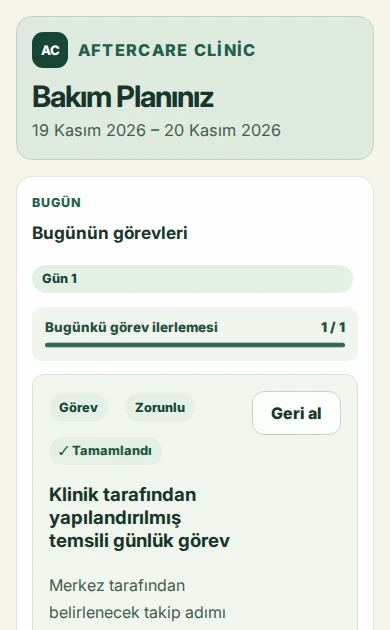 AC
AFTERCARE CLİNİC
Bakım Planınız
19 Kasım 2026 – 20 Kasım 2026
BUGÜN
Bugünün görevleri
Gün 1
Bugünkü görev ilerlemesi 1 / 1
Görev Zorunlu Geri al
✓ Tamamlandı
Klinik tarafından
yapılandırılmış
temsili günlük görev
Merkez tarafından
belirlenecek takip adımı